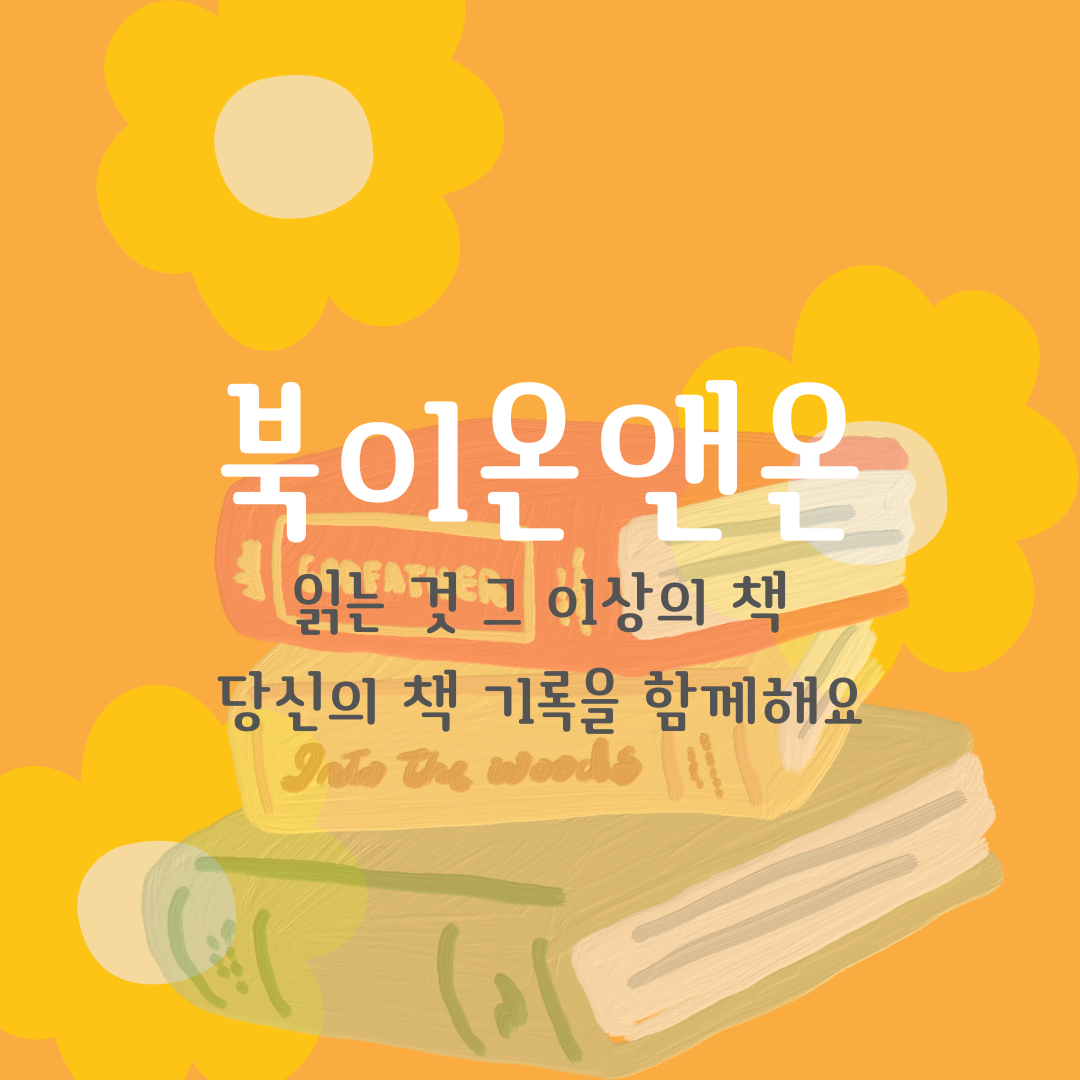 북이온앤온
GODFATHER
읽는 것 그 이상의 책
당신의 책 기록을 함께해요
Into The woods